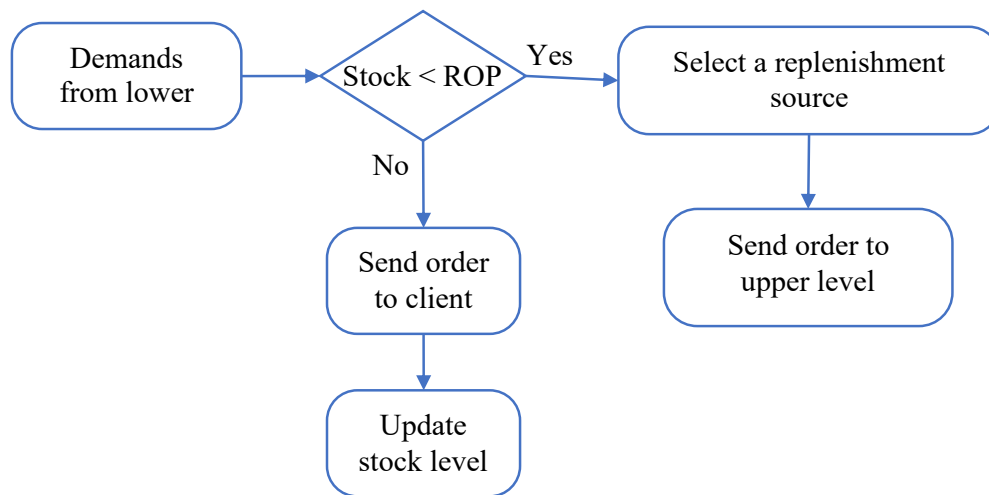 Demands
from lower
Stock < ROP
Yes
Select a replenishment
source
No
Send order
to client
Send order to
upper level
Update
stock level